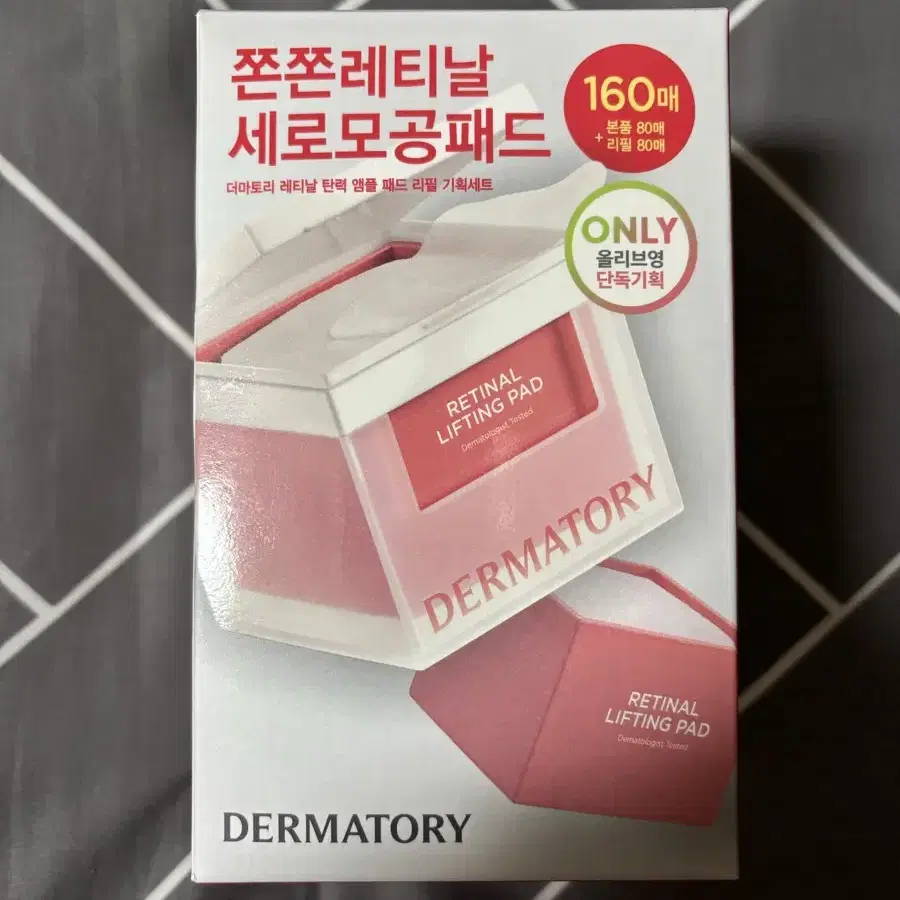 쫀쫀레티날
세로모공패드
더마토리 레티날 탄력 앰플 패드 리필 기획세트
160매
본품 80매
+ 리필 80매
ONLY
올리브영
단독기획
RETINAL
LIFTING PAD
Dermatologist Tested
DERMATORY
RETINAL
LIFTING PAD
Dermatologist Tested
DERMATORY